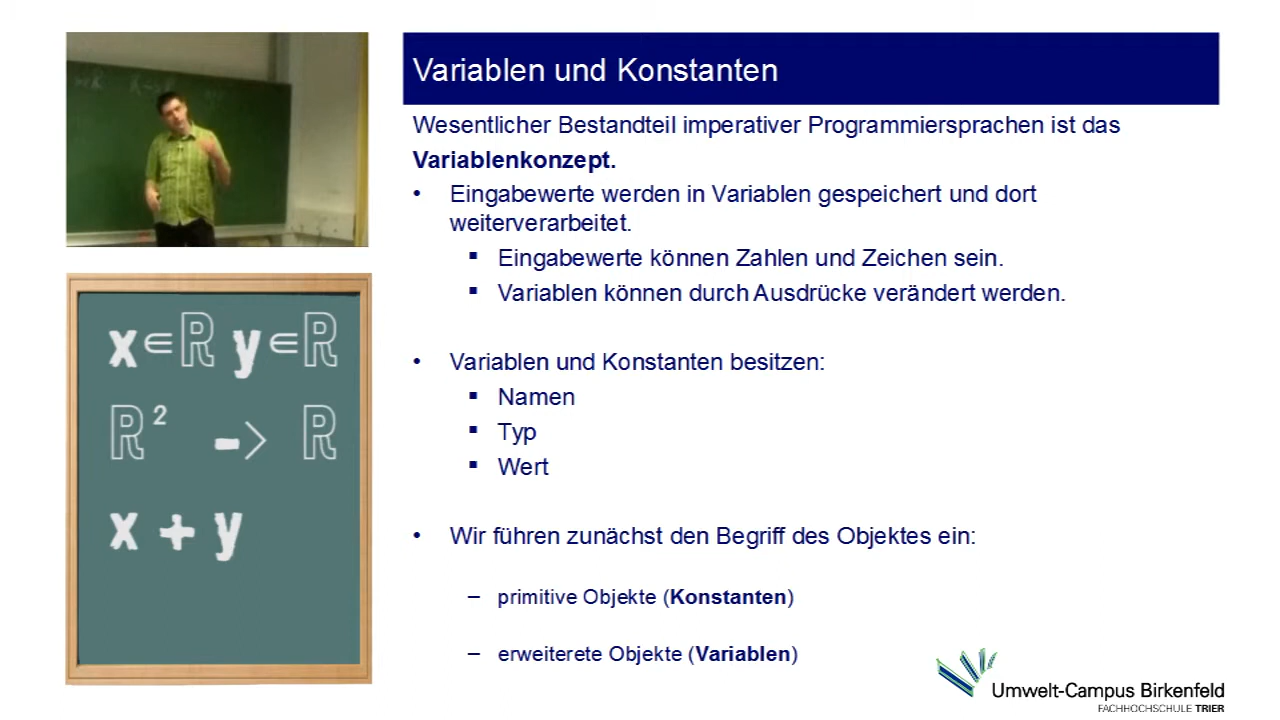 Variablen und Konstanten
Wesentlicher Bestandteil imperativer Programmiersprachen ist das
Variablenkonzept.
• Eingabewerte werden in Variablen gespeichert und dort
weiterverarbeitet.
▪ Eingabewerte können Zahlen und Zeichen sein.
▪ Variablen können durch Ausdrücke verändert werden.
• Variablen und Konstanten besitzen:
▪ Namen
▪ Typ
▪ Wert
• Wir führen zunächst den Begriff des Objektes ein:
– primitive Objekte (Konstanten)
– erweiterete Objekte (Variablen)
x∈ℝ y∈ℝ
ℝ² -> ℝ
x + y
Umwelt-Campus Birkenfeld
FACHHOCHSCHULE TRIER